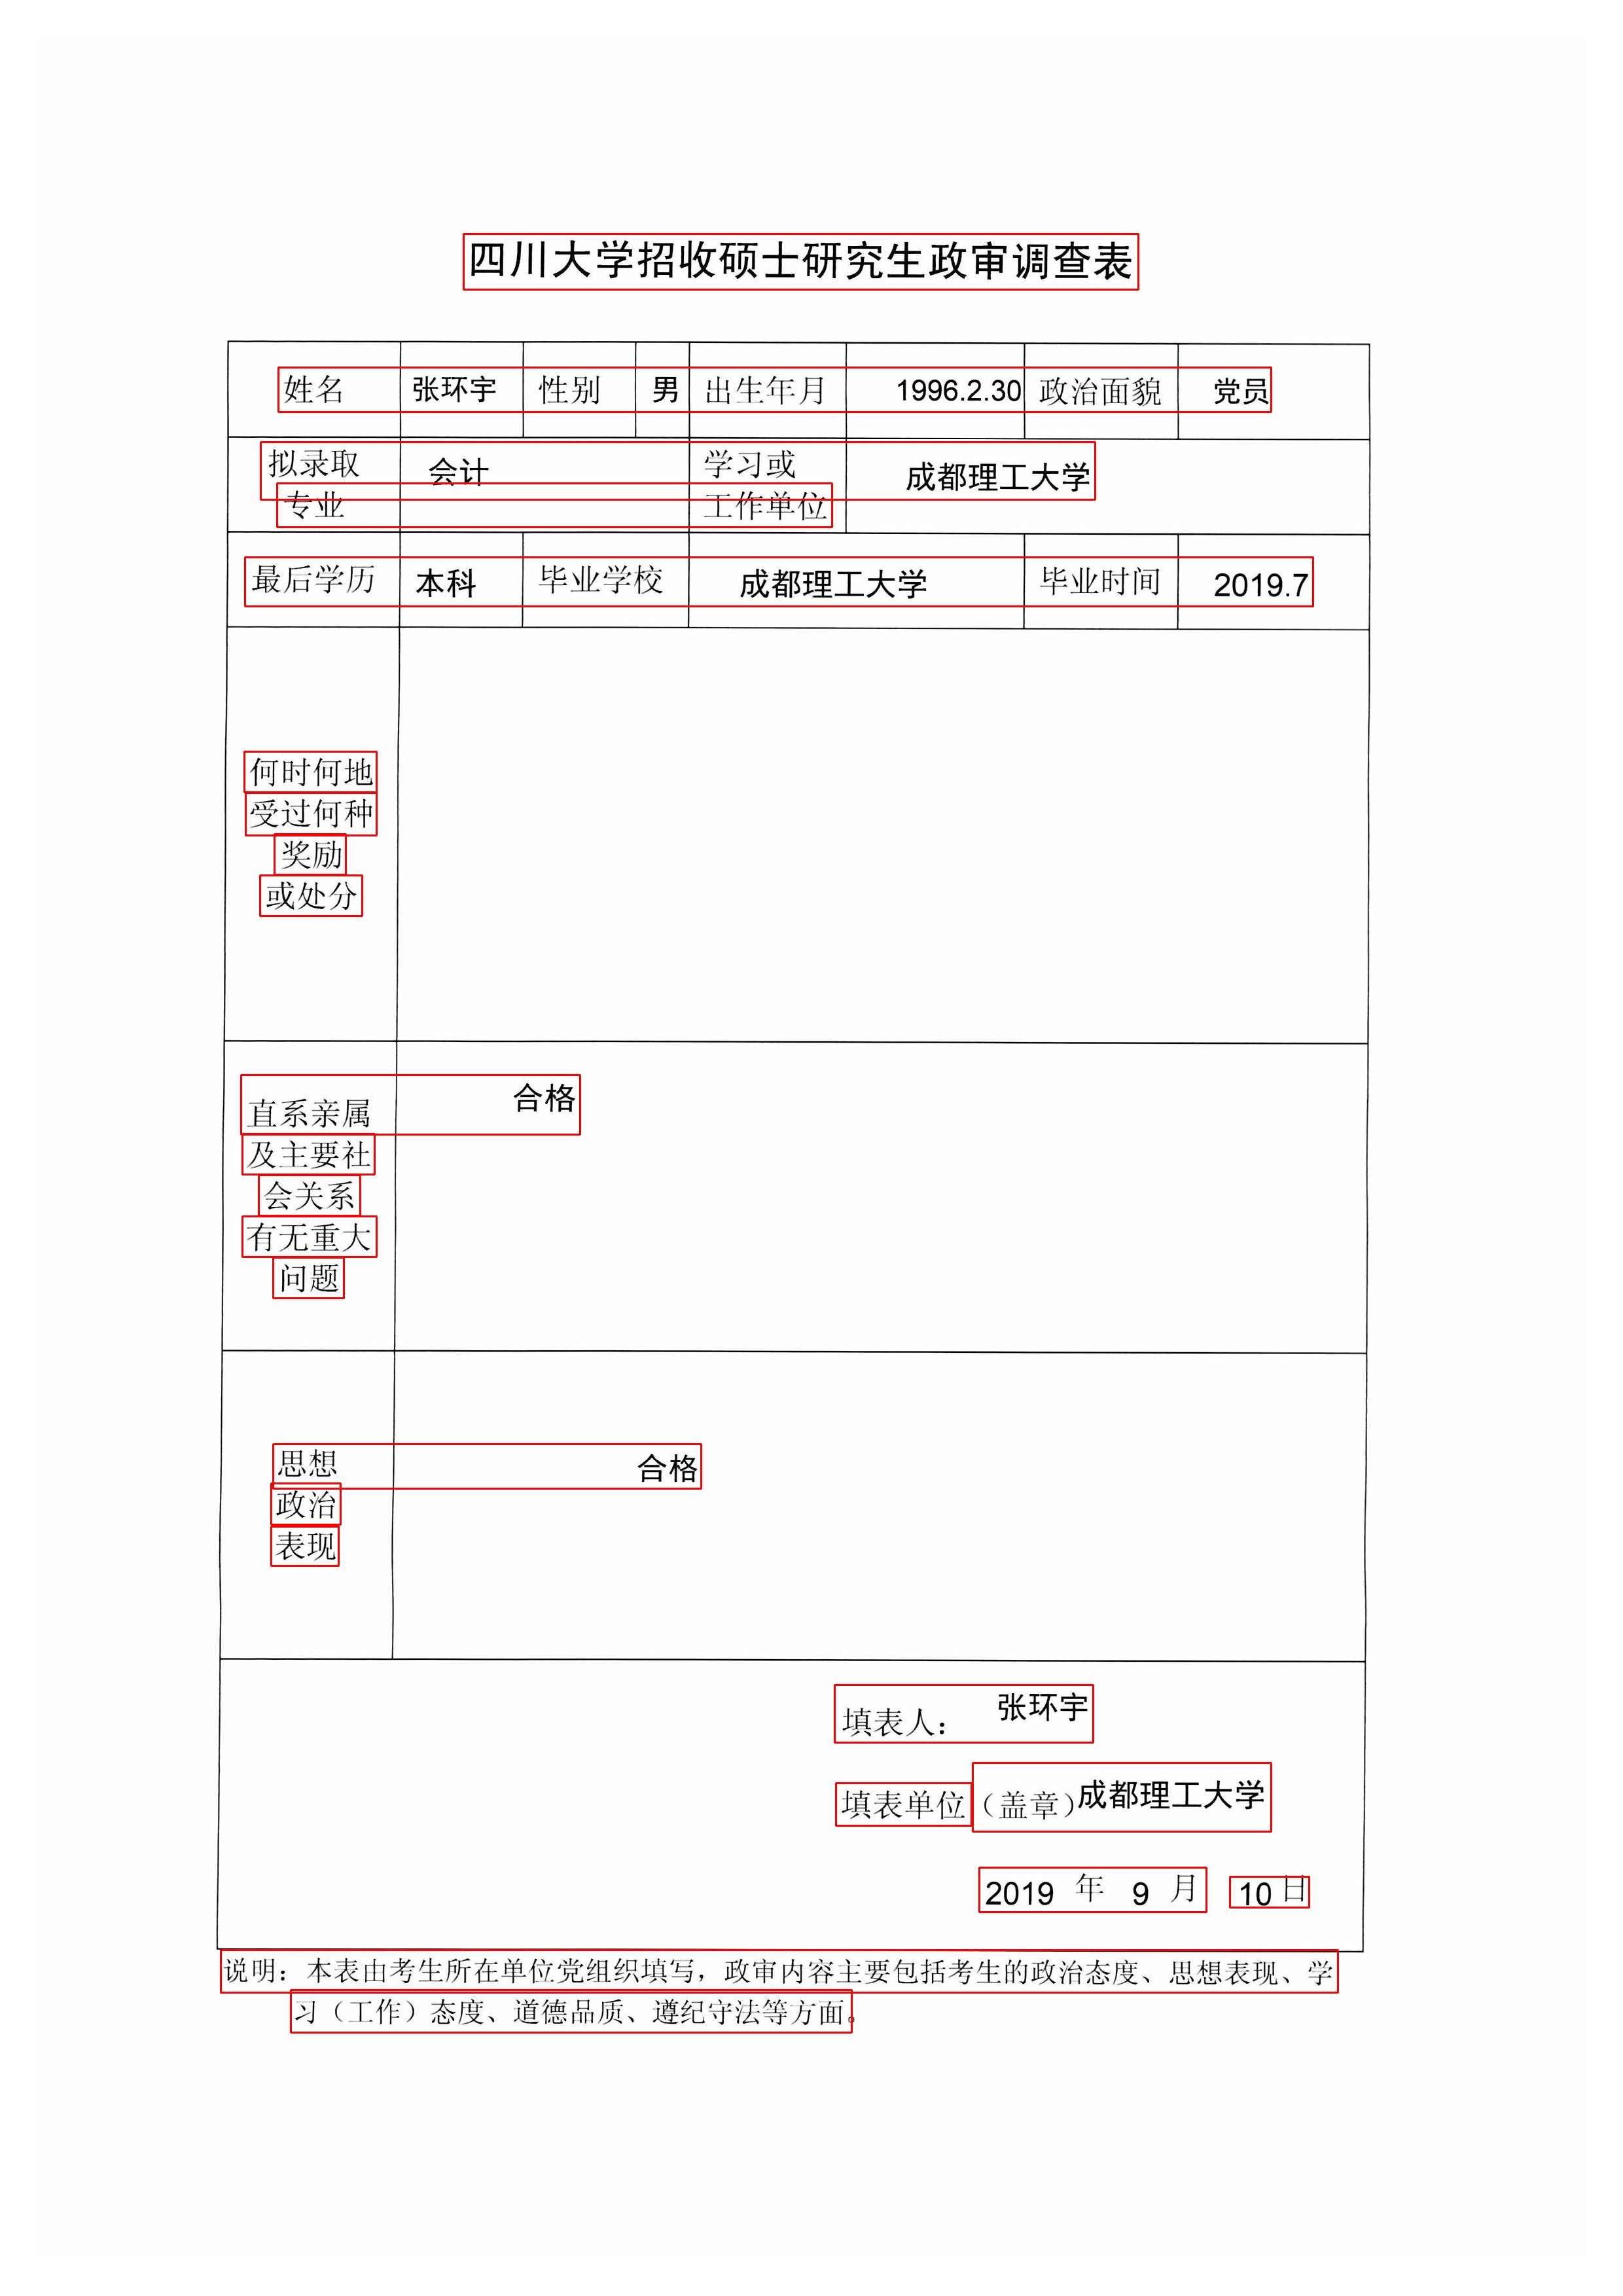 四川大学招收硕士研究生政审调查表
姓名 张环宇 性别 男 出生年月 1996.2.30 政治面貌 党员
拟录取 会计 学习或 成都理工大学
专业 工作单位
最后学历 本科 毕业学校 成都理工大学 毕业时间 2019.7
何时何地
受过何种
奖励
或处分
直系亲属 合格
及主要社
会关系
有无重大
问题
思想 合格
政治
表现
填表人： 张环宇
填表单位（盖章）成都理工大学
2019 年 9 月 10 日
说明：本表由考生所在单位党组织填写，政审内容主要包括考生的政治态度、思想表现、学
习（工作）态度、道德品质、遵纪守法等方面。